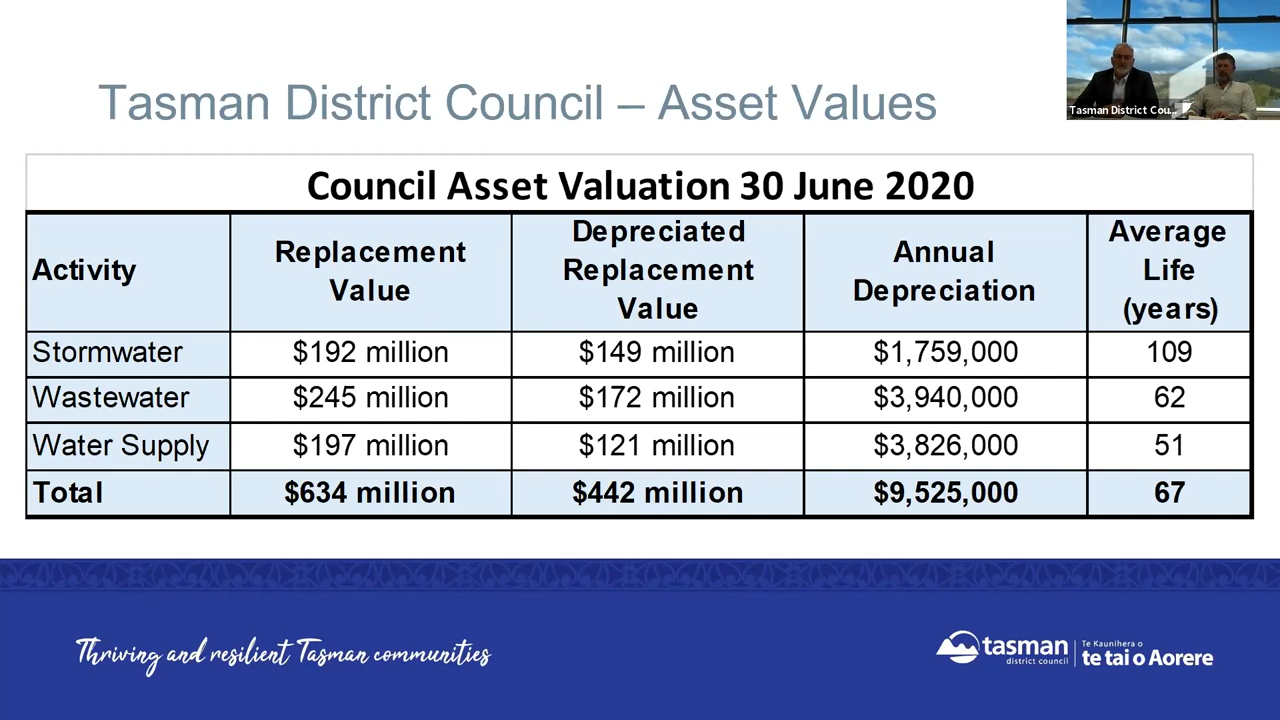 Tasman District Council – Asset Values
Tasman District Cou...
Council Asset Valuation 30 June 2020
Activity
Replacement
Value
Depreciated
Replacement
Value
Annual
Depreciation
Average
Life
(years)
Stormwater $192 million $149 million $1,759,000 109
Wastewater $245 million $172 million $3,940,000 62
Water Supply $197 million $121 million $3,826,000 51
Total $634 million $442 million $9,525,000 67
Thriving and resilient Tasman communities
tasman
district council
Te Kaunihera o
te tai o Aorere